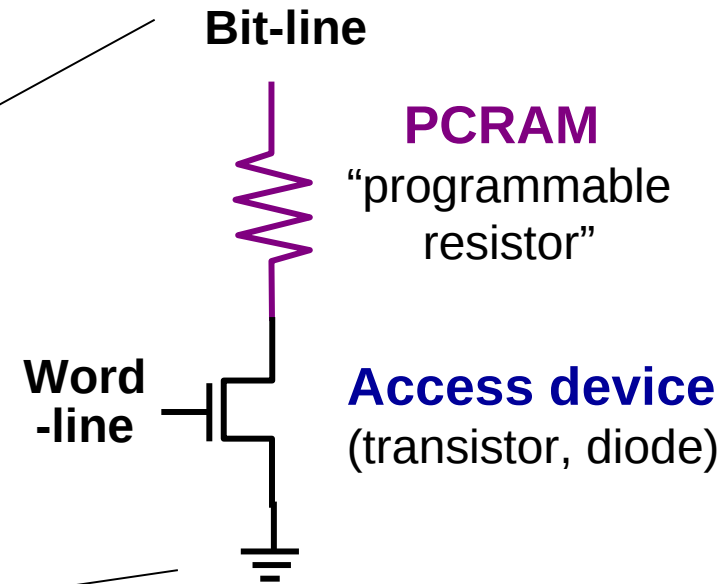 Bit-line
PCRAM
“programmable
resistor”
Word
-line
Access device
(transistor, diode)